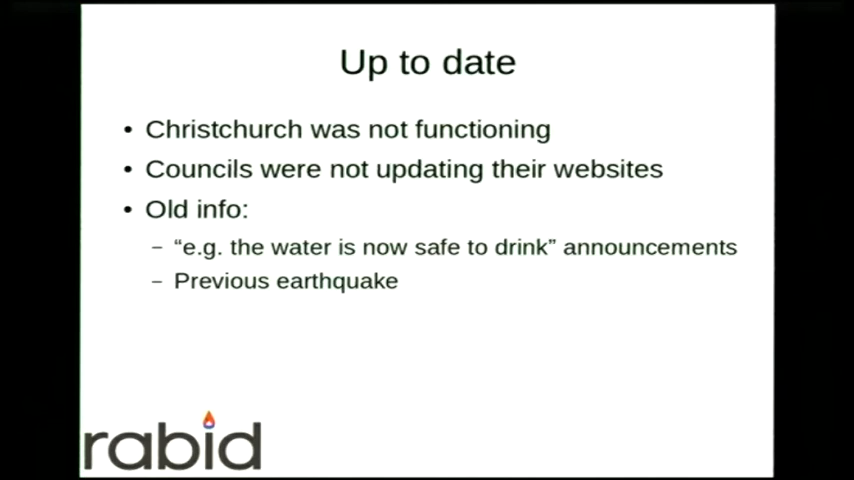 Up to date
• Christchurch was not functioning
• Councils were not updating their websites
• Old info:
– “e.g. the water is now safe to drink” announcements
– Previous earthquake
rabid